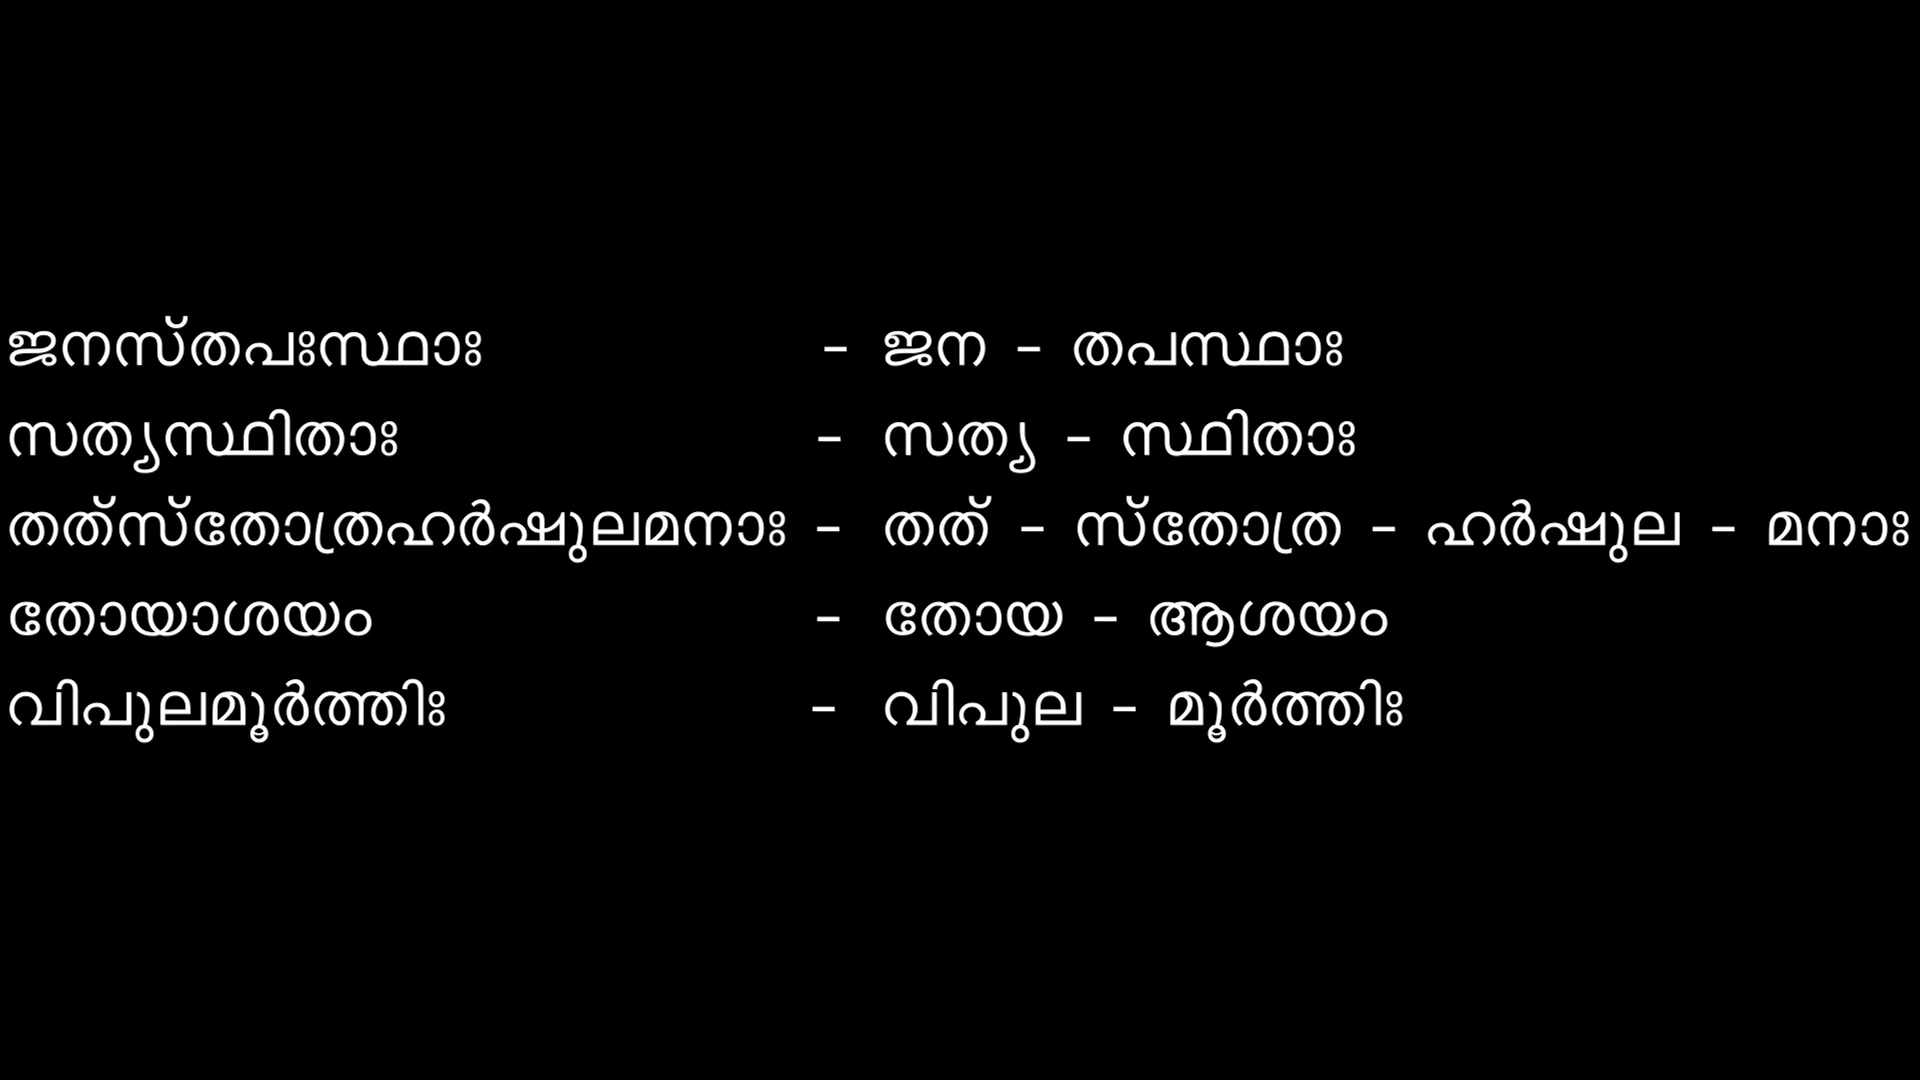 ജനസ്തപഃസ്ഥാഃ - ജന - തപസ്ഥാഃ
സത്യസ്ഥിതാഃ - സത്യ - സ്ഥിതാഃ
തത്സ്തോത്രഹർഷുലമനാഃ - തത് - സ്തോത്ര - ഹർഷുല - മനാഃ
തോയാശയം - തോയ - ആശയം
വിപുലമൂർത്തിഃ - വിപുല - മൂർത്തിഃ